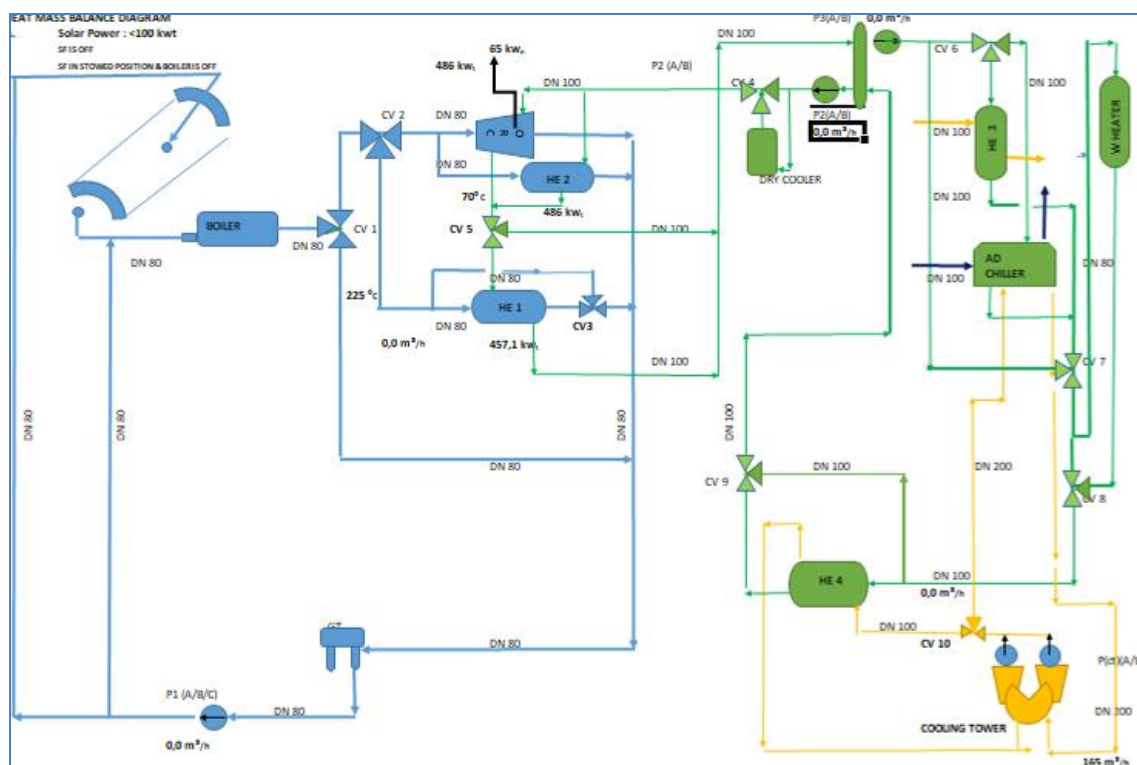 EAT MASS BALANCE DIAGRAM
Solar Power : <100 kwt
SF IS OFF
SF IN STOWED POSITION & BOILER IS OFF
65 kwₚ
486 kwₜ
DN 100
P3(A/B)
0,0 m³/h
DN 100
P2 (A/B)
CV 4
CV 6
DN 100
DN 80
CV 2
ORC
P2(A/B)
0,0 m³/h
DN 100
HE 3
W HEATER
DN 80
HE 2
DRY COOLER
70⁰C
486 kwₜ
DN 100
BOILER
DN 80
CV 1
CV 5
DN 100
AD
CHILLER
DN 80
DN 80
DN 80
DN 100
225 ⁰C
HE 1
CV3
DN 80
0,0 m³/h
457,1 kwₜ
DN 100
CV 7
DN 80
DN 80
DN 80
DN 100
DN 80
CV 9
DN 100
DN 200
CV 8
HE 4
DN 100
0,0 m³/h
DN 100
CV 10
DN 80
P1 (A/B/C)
DN 80
P(ct)(A/B
DN 200
COOLING TOWER
0,0 m³/h
165 m³/h